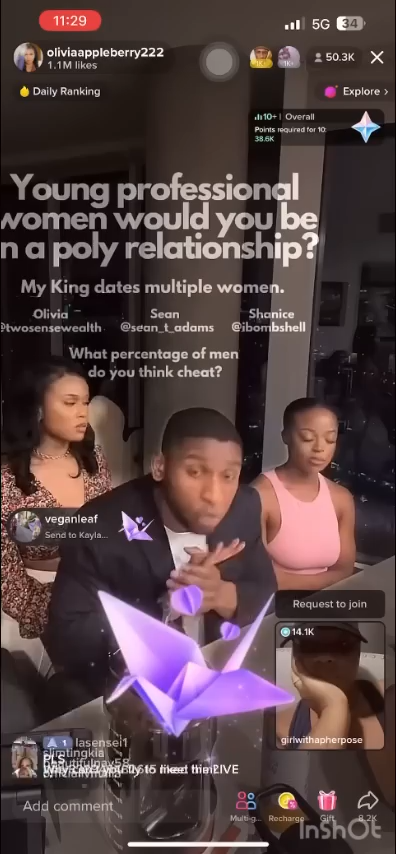 11:29
5G 34
oliviaappleberry222
1.1M likes
50.3K
Daily Ranking
Explore ›
10+ | Overall
Points required for 10:
38.6K
Young professional
women would you be
n a poly relationship?
My King dates multiple women.
Olivia Sean Shanice
@twosensewealth @sean_t_adams @ibombshell
What percentage of men
do you think cheat?
veganleaf
Send to Kayla...
Request to join
14.1K
girlwithapherpose
1 lasensei1
slimtingkia
Add comment
Multi-g...
Recharge
Gift
8.2K
InShOt